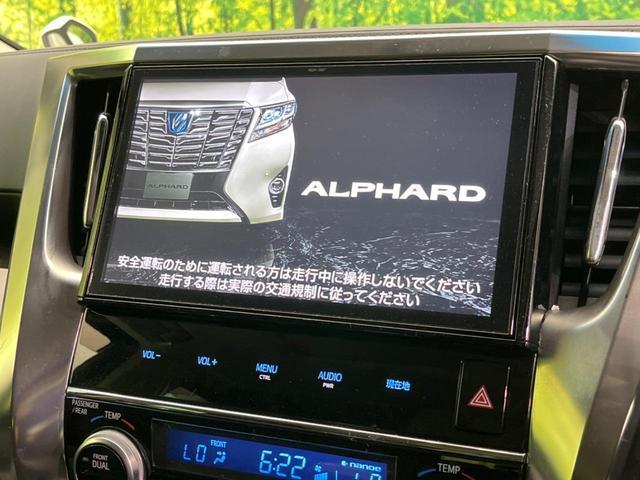 ALPHARD
ALPHARD
安全運転のために運転される方は走行中に操作しないでください
走行する際は実際の交通規制に従ってください
VOL− VOL+ MENU AUDIO 現在地
CTRL PWR
PASSENGER
/REAR
TEMP
FRONT
DUAL
LO FRONT 6:22 nanoe LO
TEMP